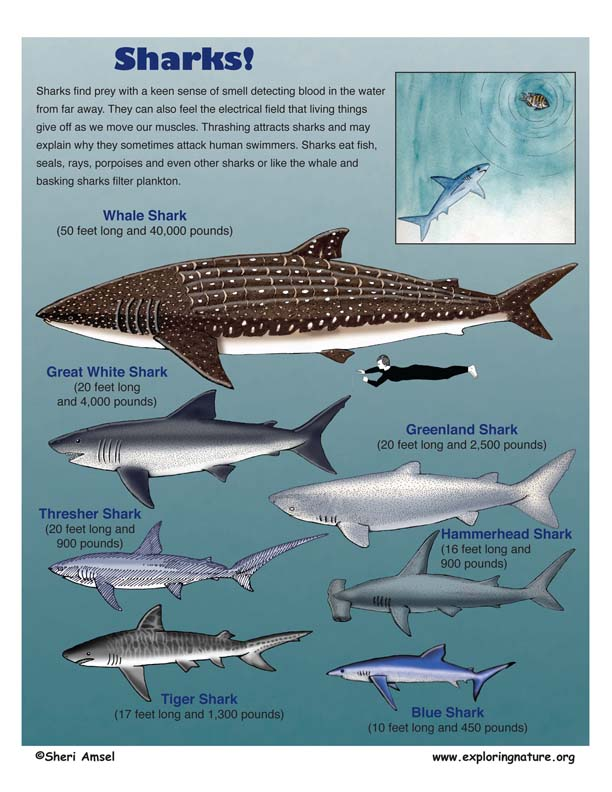 Sharks!
Sharks find prey with a keen sense of smell detecting blood in the water
from far away. They can also feel the electrical field that living things
give off as we move our muscles. Thrashing attracts sharks and may
explain why they sometimes attack human swimmers. Sharks eat fish,
seals, rays, porpoises and even other sharks or like the whale and
basking sharks filter plankton.
Whale Shark
(50 feet long and 40,000 pounds)
Great White Shark
(20 feet long
and 4,000 pounds)
Greenland Shark
(20 feet long and 2,500 pounds)
Thresher Shark
(20 feet long and
900 pounds)
Hammerhead Shark
(16 feet long and
900 pounds)
Tiger Shark
(17 feet long and 1,300 pounds)
Blue Shark
(10 feet long and 450 pounds)
©Sheri Amsel
www.exploringnature.org